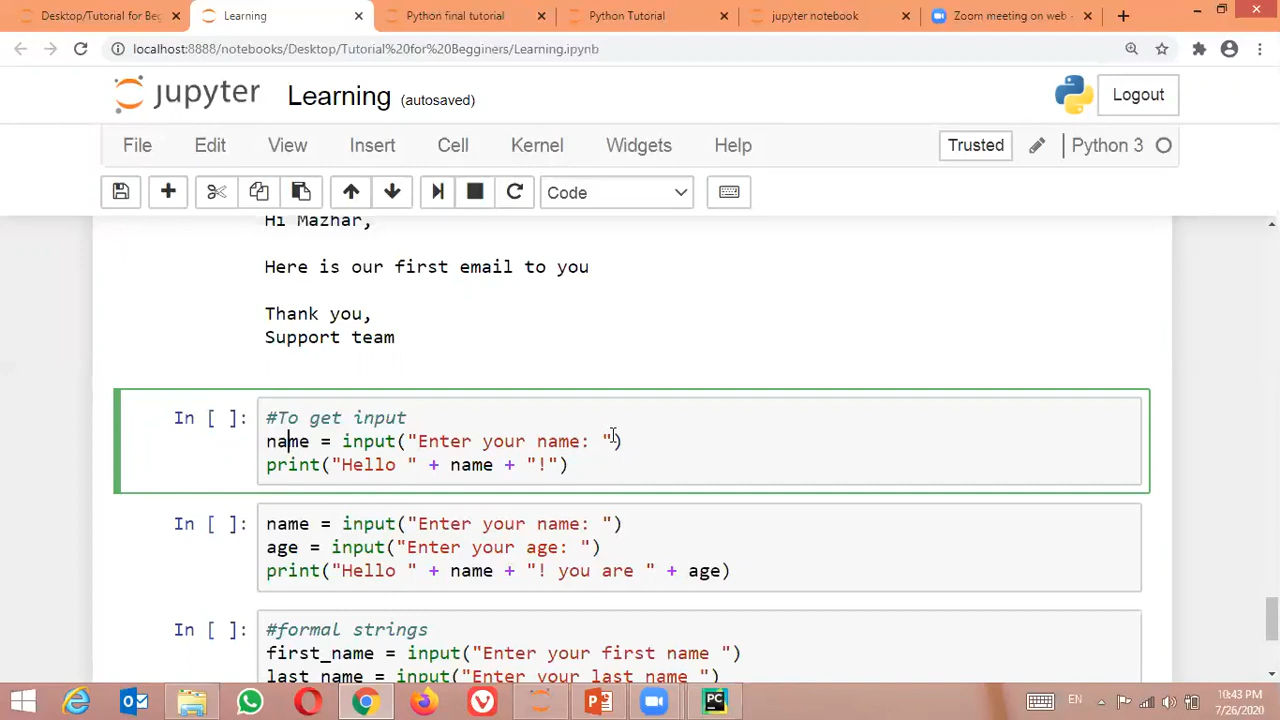 Desktop/Tutorial for Beg
Learning
Python final tutorial
Python Tutorial
jupyter notebook
Zoom meeting on web -
localhost:8888/notebooks/Desktop/Tutorial%20for%20Begginers/Learning.ipynb
jupyter Learning (autosaved)
Logout
File Edit View Insert Cell Kernel Widgets Help
Trusted
Python 3
Code
Hi Mazhar,
Here is our first email to you
Thank you,
Support team
In [ ]: #To get input
name = input("Enter your name: ")
print("Hello " + name + "!")
In [ ]: name = input("Enter your name: ")
age = input("Enter your age: ")
print("Hello " + name + "! you are " + age)
In [ ]: #formal strings
first_name = input("Enter your first name ")
last_name = input("Enter your last name ")
EN
10:43 PM
7/26/2020